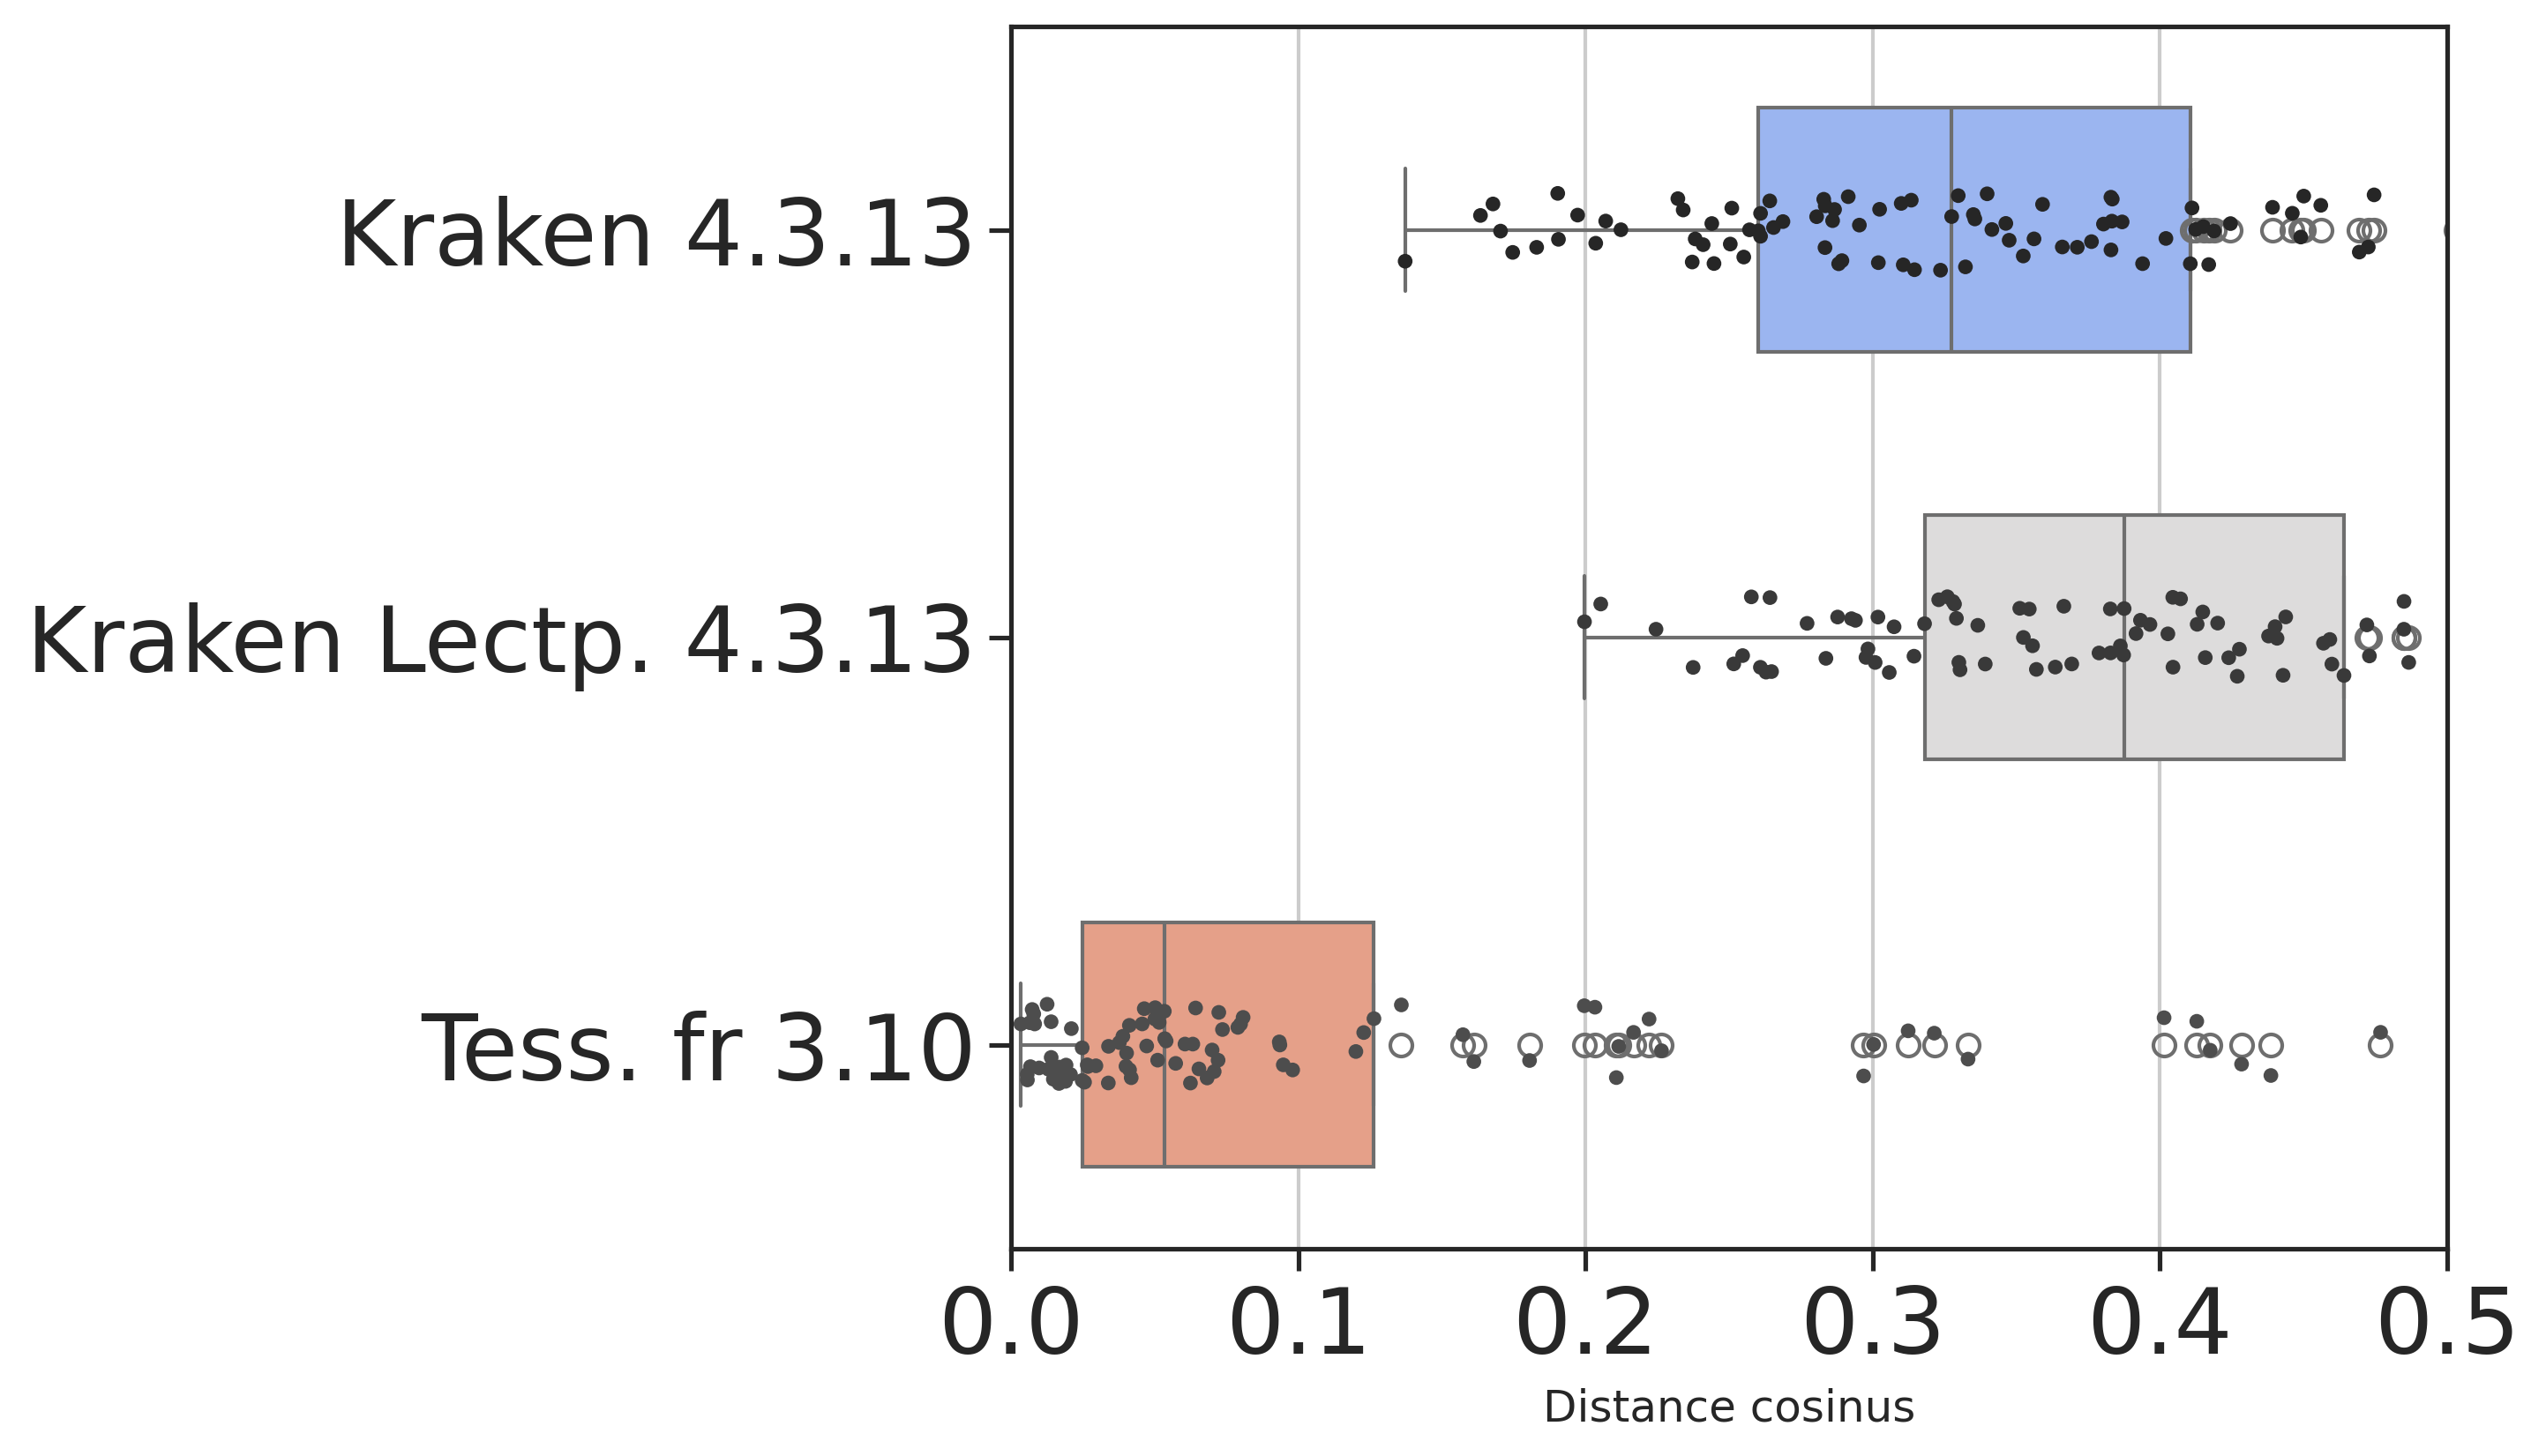 Kraken 4.3.13
Kraken Lectp. 4.3.13
Tess. fr 3.10
0.0 0.1 0.2 0.3 0.4 0.5
Distance cosinus